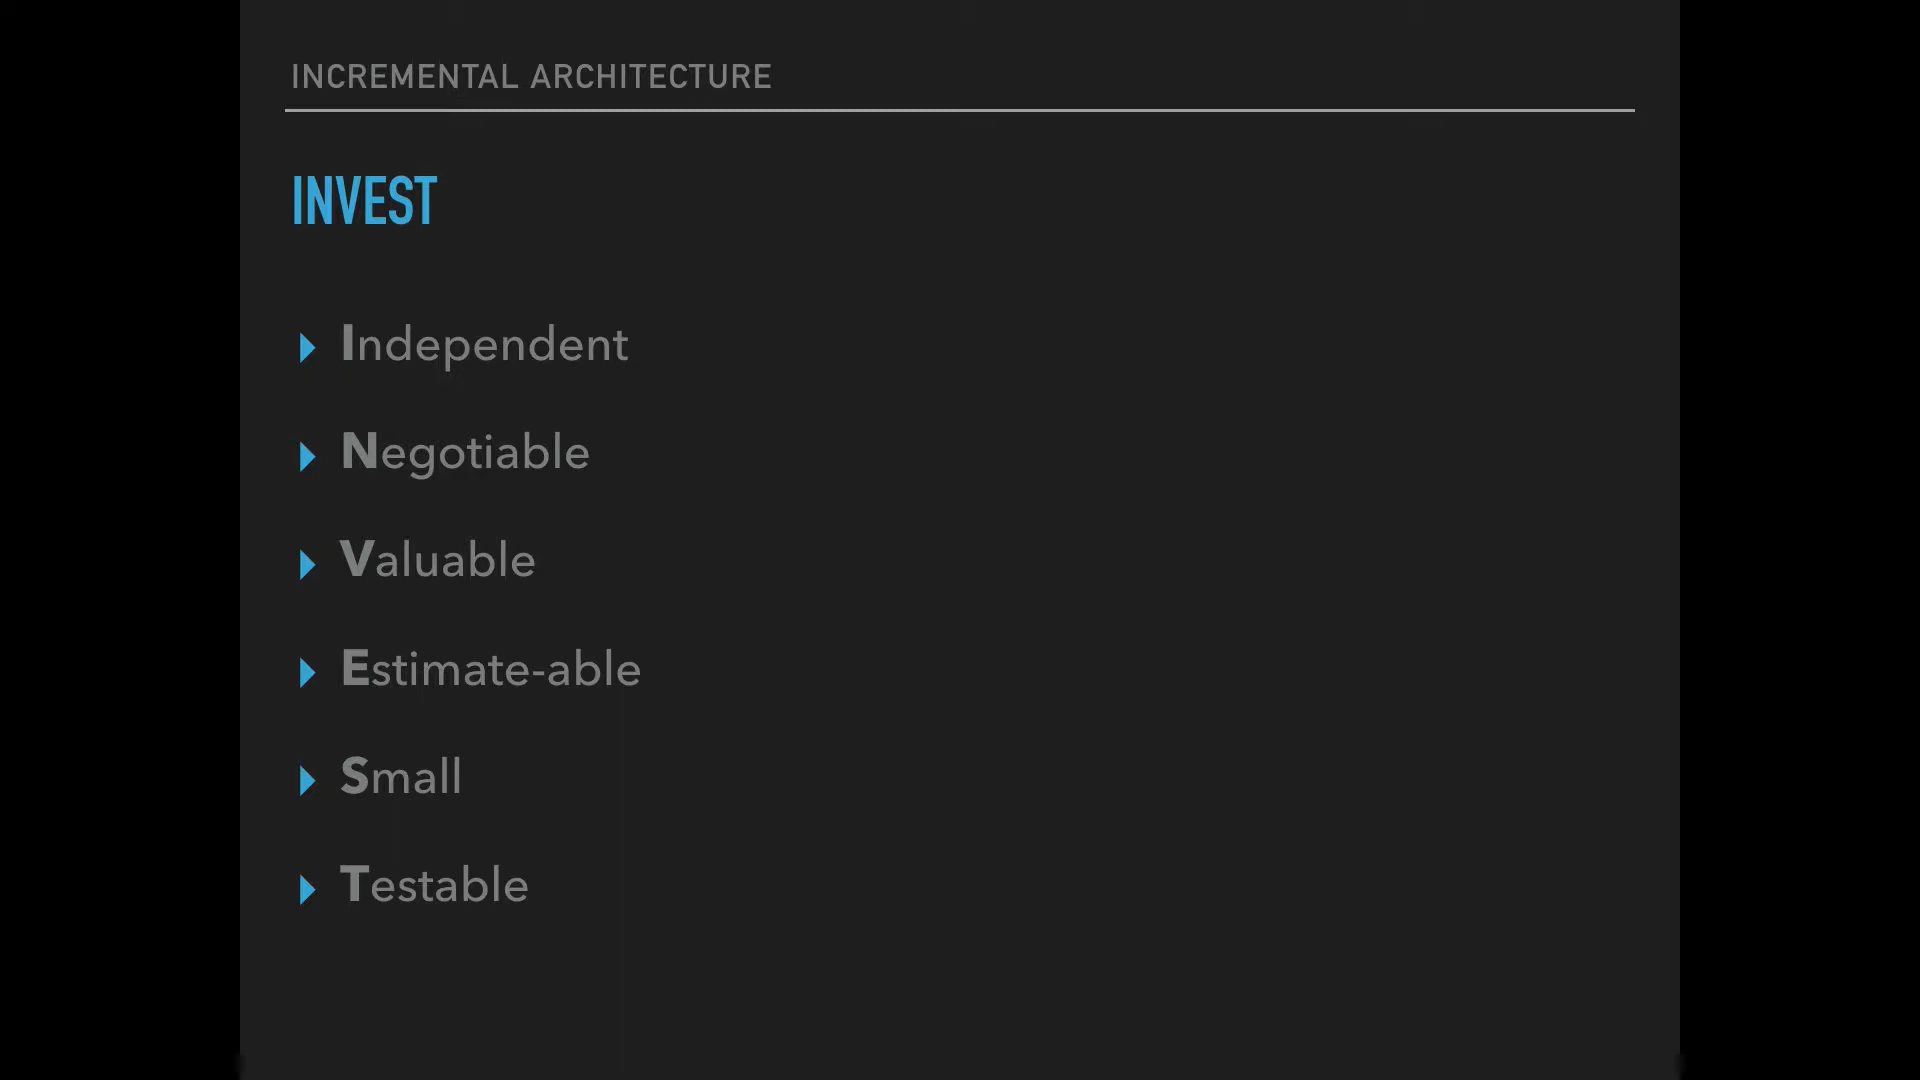 INCREMENTAL ARCHITECTURE
INVEST
Independent
Negotiable
Valuable
Estimate-able
Small
Testable